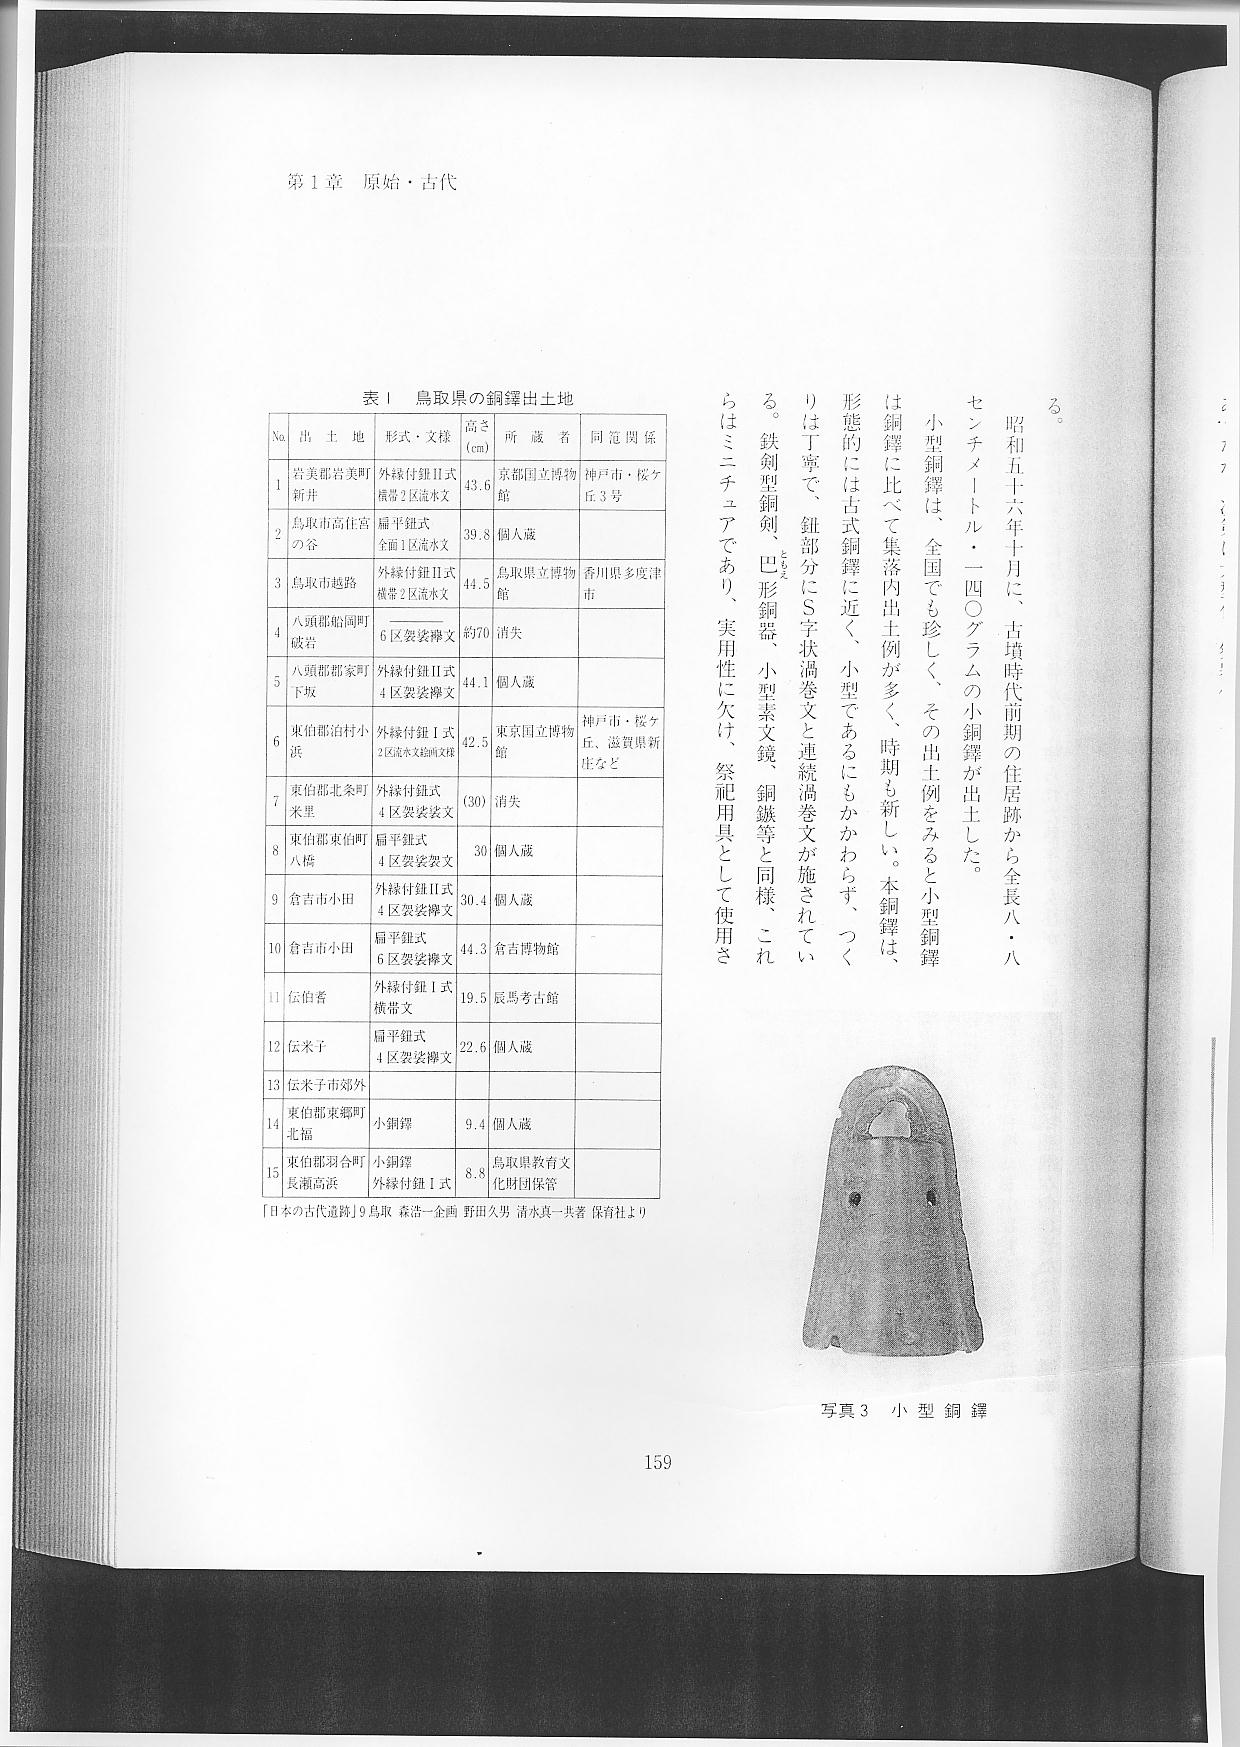 第1章　原始・古代
る。
昭和五十六年十月に、古墳時代前期の住居跡から全長八・八
センチメートル・一四〇グラムの小銅鐸が出土した。
小型銅鐸は、全国でも珍しく、その出土例をみると小型銅鐸
は銅鐸に比べて集落内出土例が多く、時期も新しい。本銅鐸は、
形態的には古式銅鐸に近く、小型であるにもかかわらず、つく
りは丁寧で、鈕部分にS字状渦巻文と連続渦巻文が施されてい
る。鉄剣型銅剣、巴形銅器、小型素文鏡、銅鏃等と同様、これ
ともえ
らはミニチュアであり、実用性に欠け、祭祀用具として使用さ
表1　鳥取県の銅鐸出土地
No. 出土地 形式・文様 高さ(cm) 所蔵者 同范関係
1 岩美郡岩美町新井 外縁付鈕II式 横帯2区流水文 43.6 京都国立博物館 神戸市・桜ケ丘3号
2 鳥取市高住宮の谷 扁平鈕式 全面1区流水文 39.8 個人蔵
3 鳥取市越路 外縁付鈕II式 横帯2区流水文 44.5 鳥取県立博物館 香川県多度津市
4 八頭郡船岡町破岩 ――― 6区袈裟襷文 約70 消失
5 八頭郡郡家町下坂 外縁付鈕II式 4区袈裟襷文 44.1 個人蔵
6 東伯郡泊村小浜 外縁付鈕I式 2区流水文絵画文様 42.5 東京国立博物館 神戸市・桜ケ丘、滋賀県新庄など
7 東伯郡北条町米里 外縁付鈕式 4区袈裟裟文 (30) 消失
8 東伯郡東伯町八橋 扁平鈕式 4区袈裟袈文 30 個人蔵
9 倉吉市小田 外縁付鈕II式 4区袈裟襷文 30.4 個人蔵
10 倉吉市小田 扁平鈕式 6区袈裟襷文 44.3 倉吉博物館
11 伝伯耆 外縁付鈕I式 横帯文 19.5 辰馬考古館
12 伝米子 扁平鈕式 4区袈裟襷文 22.6 個人蔵
13 伝米子市郊外
14 東伯郡東郷町北福 小銅鐸 9.4 個人蔵
15 東伯郡羽合町長瀬高浜 小銅鐸 外縁付鈕I式 8.8 鳥取県教育文化財団保管
「日本の古代遺跡」9鳥取 森浩一企画 野田久男 清水真一共著 保育社より
写真3　小型銅鐸
159